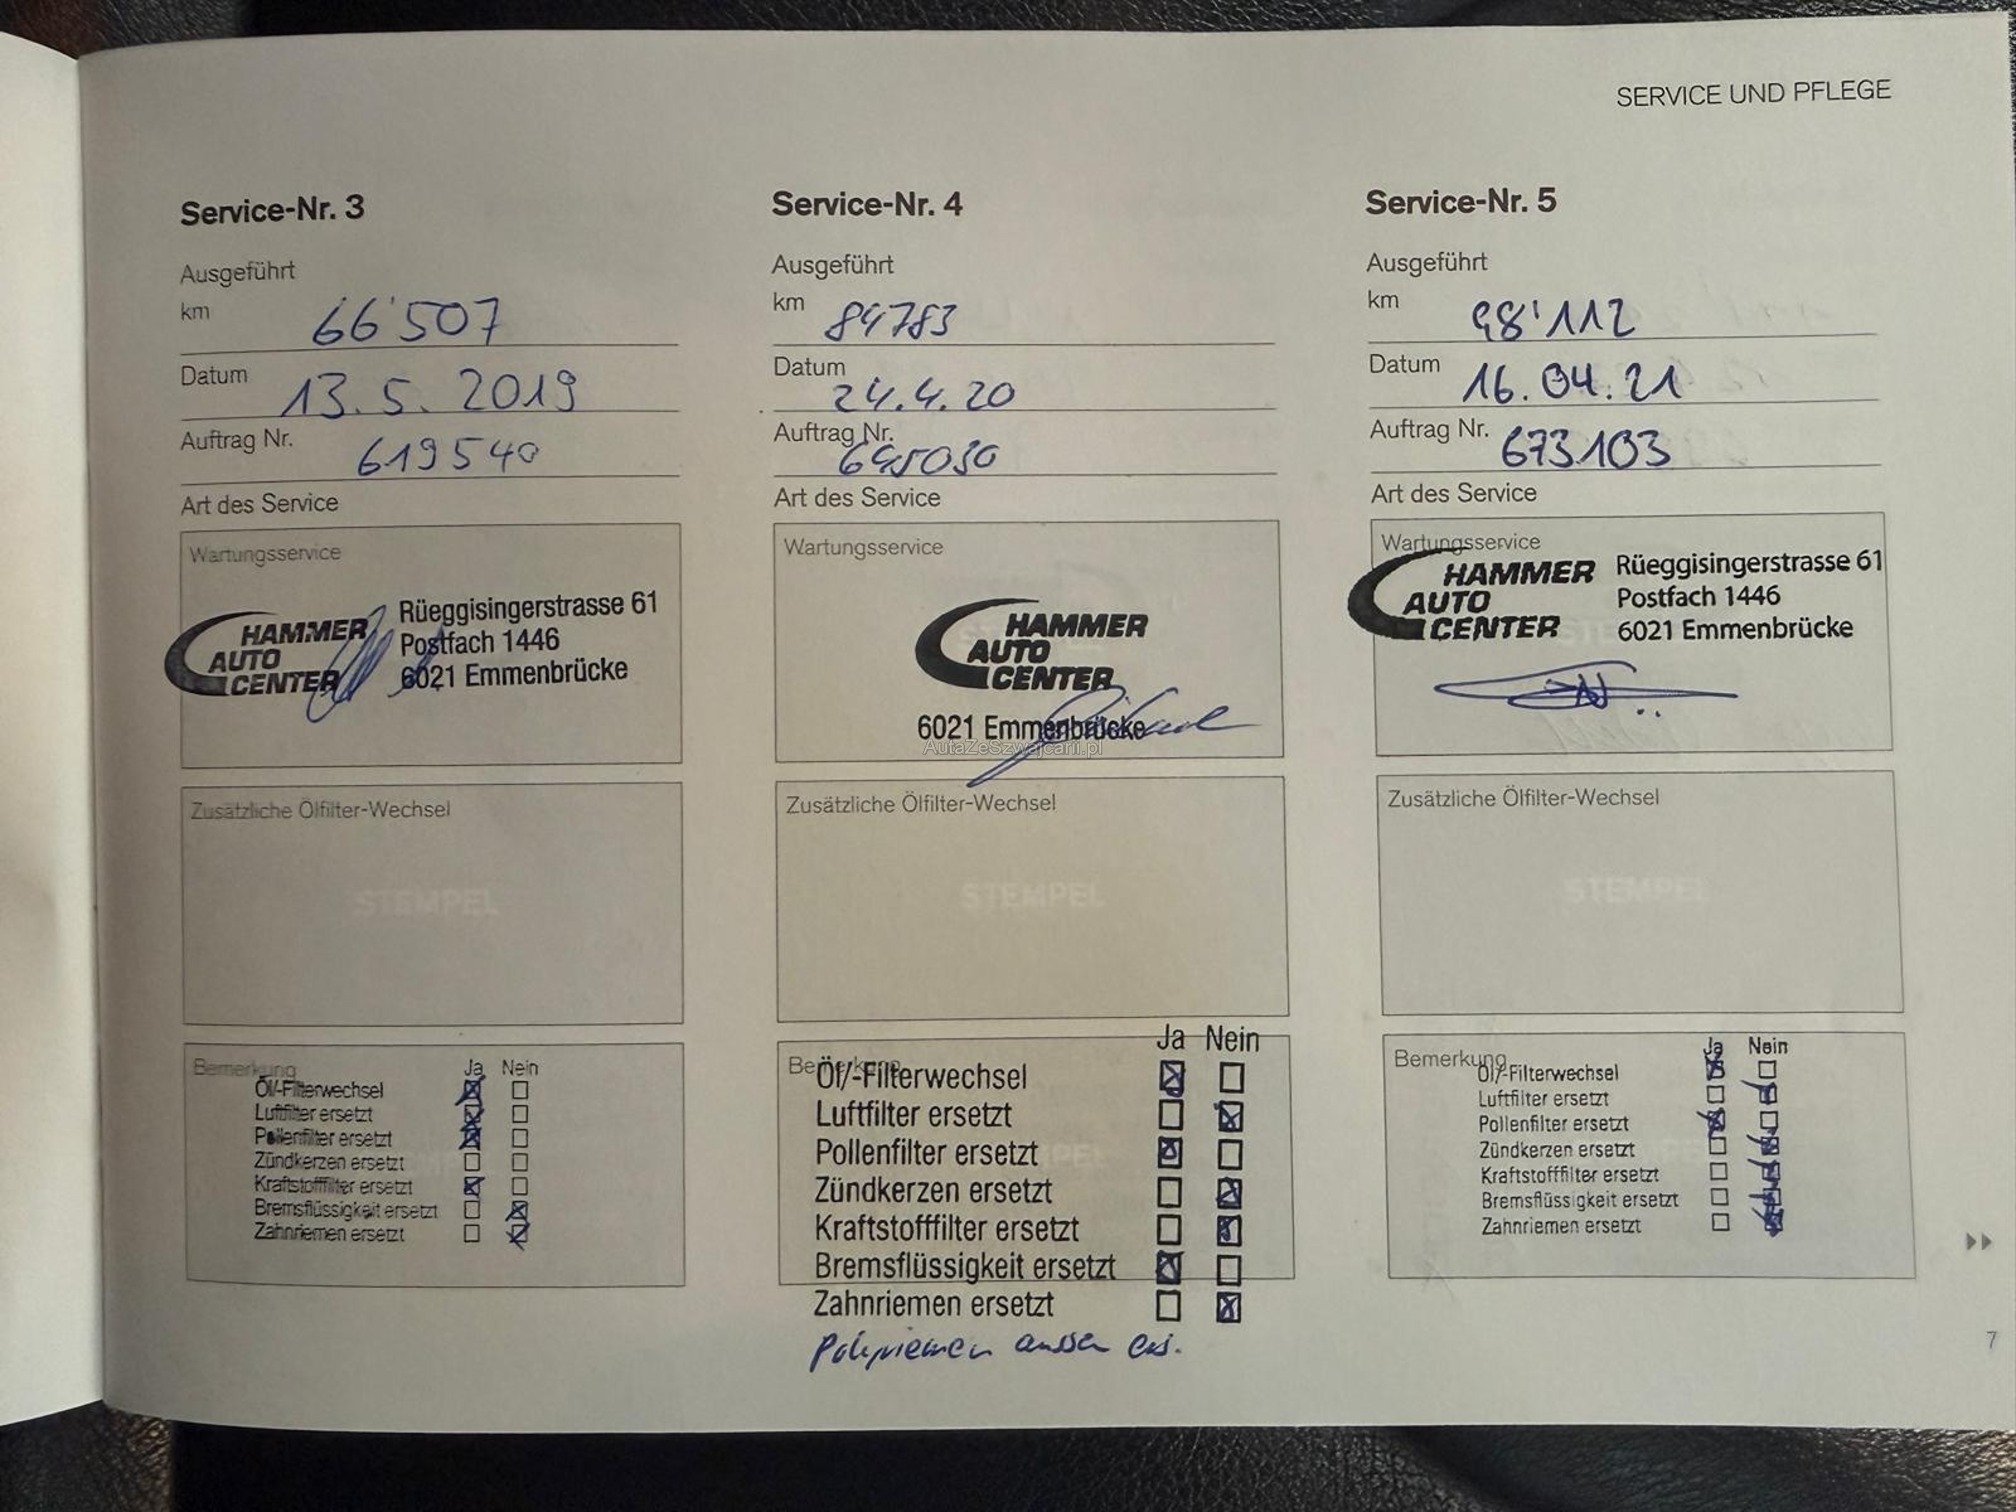 SERVICE UND PFLEGE
Service-Nr. 3
Ausgeführt
km 66'507
Datum 13.5.2019
Auftrag Nr. 619540
Art des Service
Wartungsservice
HAMMER
AUTO
CENTER
Rüeggisingerstrasse 61
Postfach 1446
6021 Emmenbrücke
Zusätzliche Ölfilter-Wechsel
STEMPEL
Bemerkung
Ja Nein
Öl/-Filterwechsel
Luftfilter ersetzt
Pollenfilter ersetzt
Zündkerzen ersetzt
Kraftstofffilter ersetzt
Bremsflüssigkeit ersetzt
Zahnriemen ersetzt
Service-Nr. 4
Ausgeführt
km 84783
Datum 24.4.20
Auftrag Nr. 645030
Art des Service
Wartungsservice
HAMMER
AUTO
CENTER
6021 Emmenbrücke
AutaZeSzwajcarii.pl
Zusätzliche Ölfilter-Wechsel
STEMPEL
Bemerkung
Ja Nein
Öl/-Filterwechsel
Luftfilter ersetzt
Pollenfilter ersetzt
Zündkerzen ersetzt
Kraftstofffilter ersetzt
Bremsflüssigkeit ersetzt
Zahnriemen ersetzt
Polyriemen aussen ers.
Service-Nr. 5
Ausgeführt
km 98'112
Datum 16.04.21
Auftrag Nr. 673103
Art des Service
Wartungsservice
HAMMER
AUTO
CENTER
Rüeggisingerstrasse 61
Postfach 1446
6021 Emmenbrücke
Zusätzliche Ölfilter-Wechsel
STEMPEL
Bemerkung
Ja Nein
Öl/-Filterwechsel
Luftfilter ersetzt
Pollenfilter ersetzt
Zündkerzen ersetzt
Kraftstofffilter ersetzt
Bremsflüssigkeit ersetzt
Zahnriemen ersetzt
7